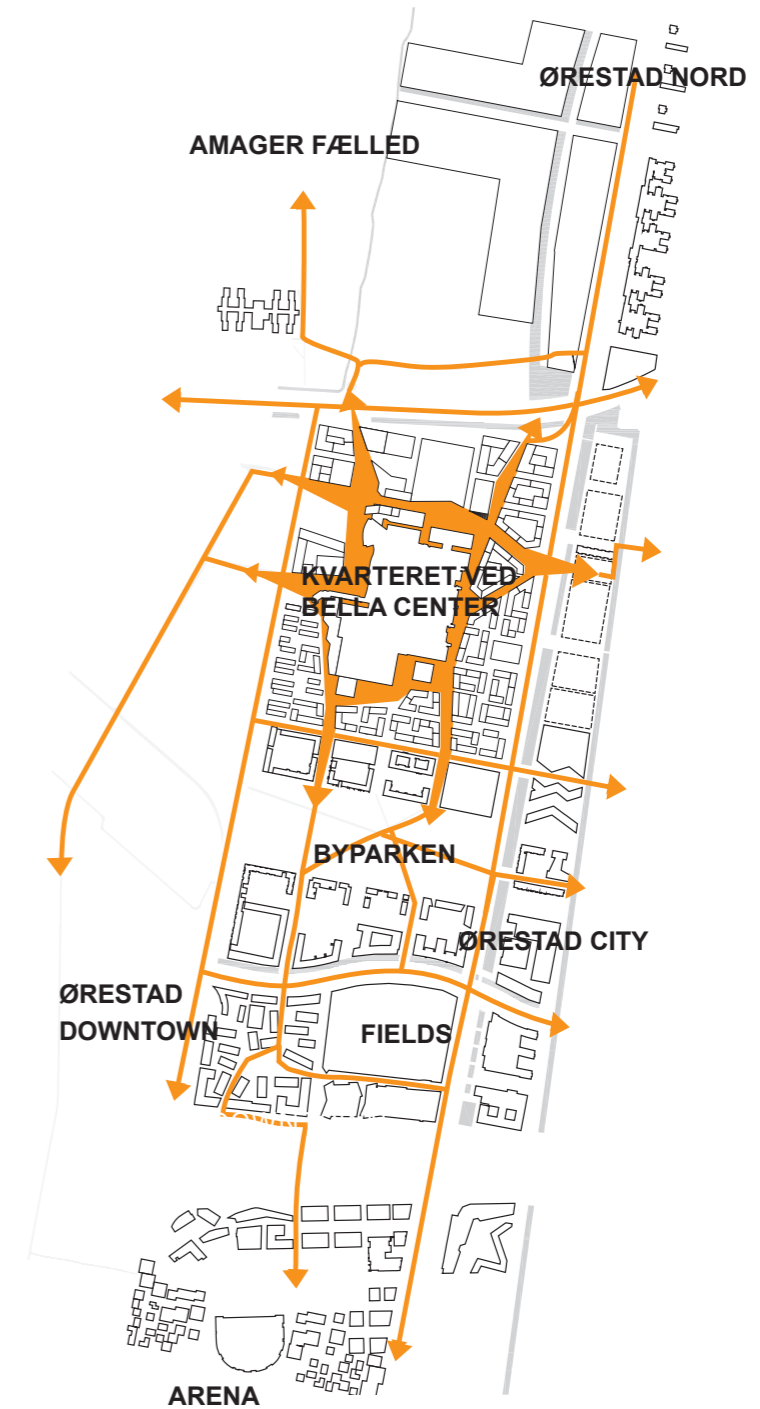 ØRESTAD NORD
AMAGER FÆLLED
KVARTERET VED
BELLA CENTER
BYPARKEN
ØRESTAD CITY
ØRESTAD
DOWNTOWN
FIELDS
ARENA